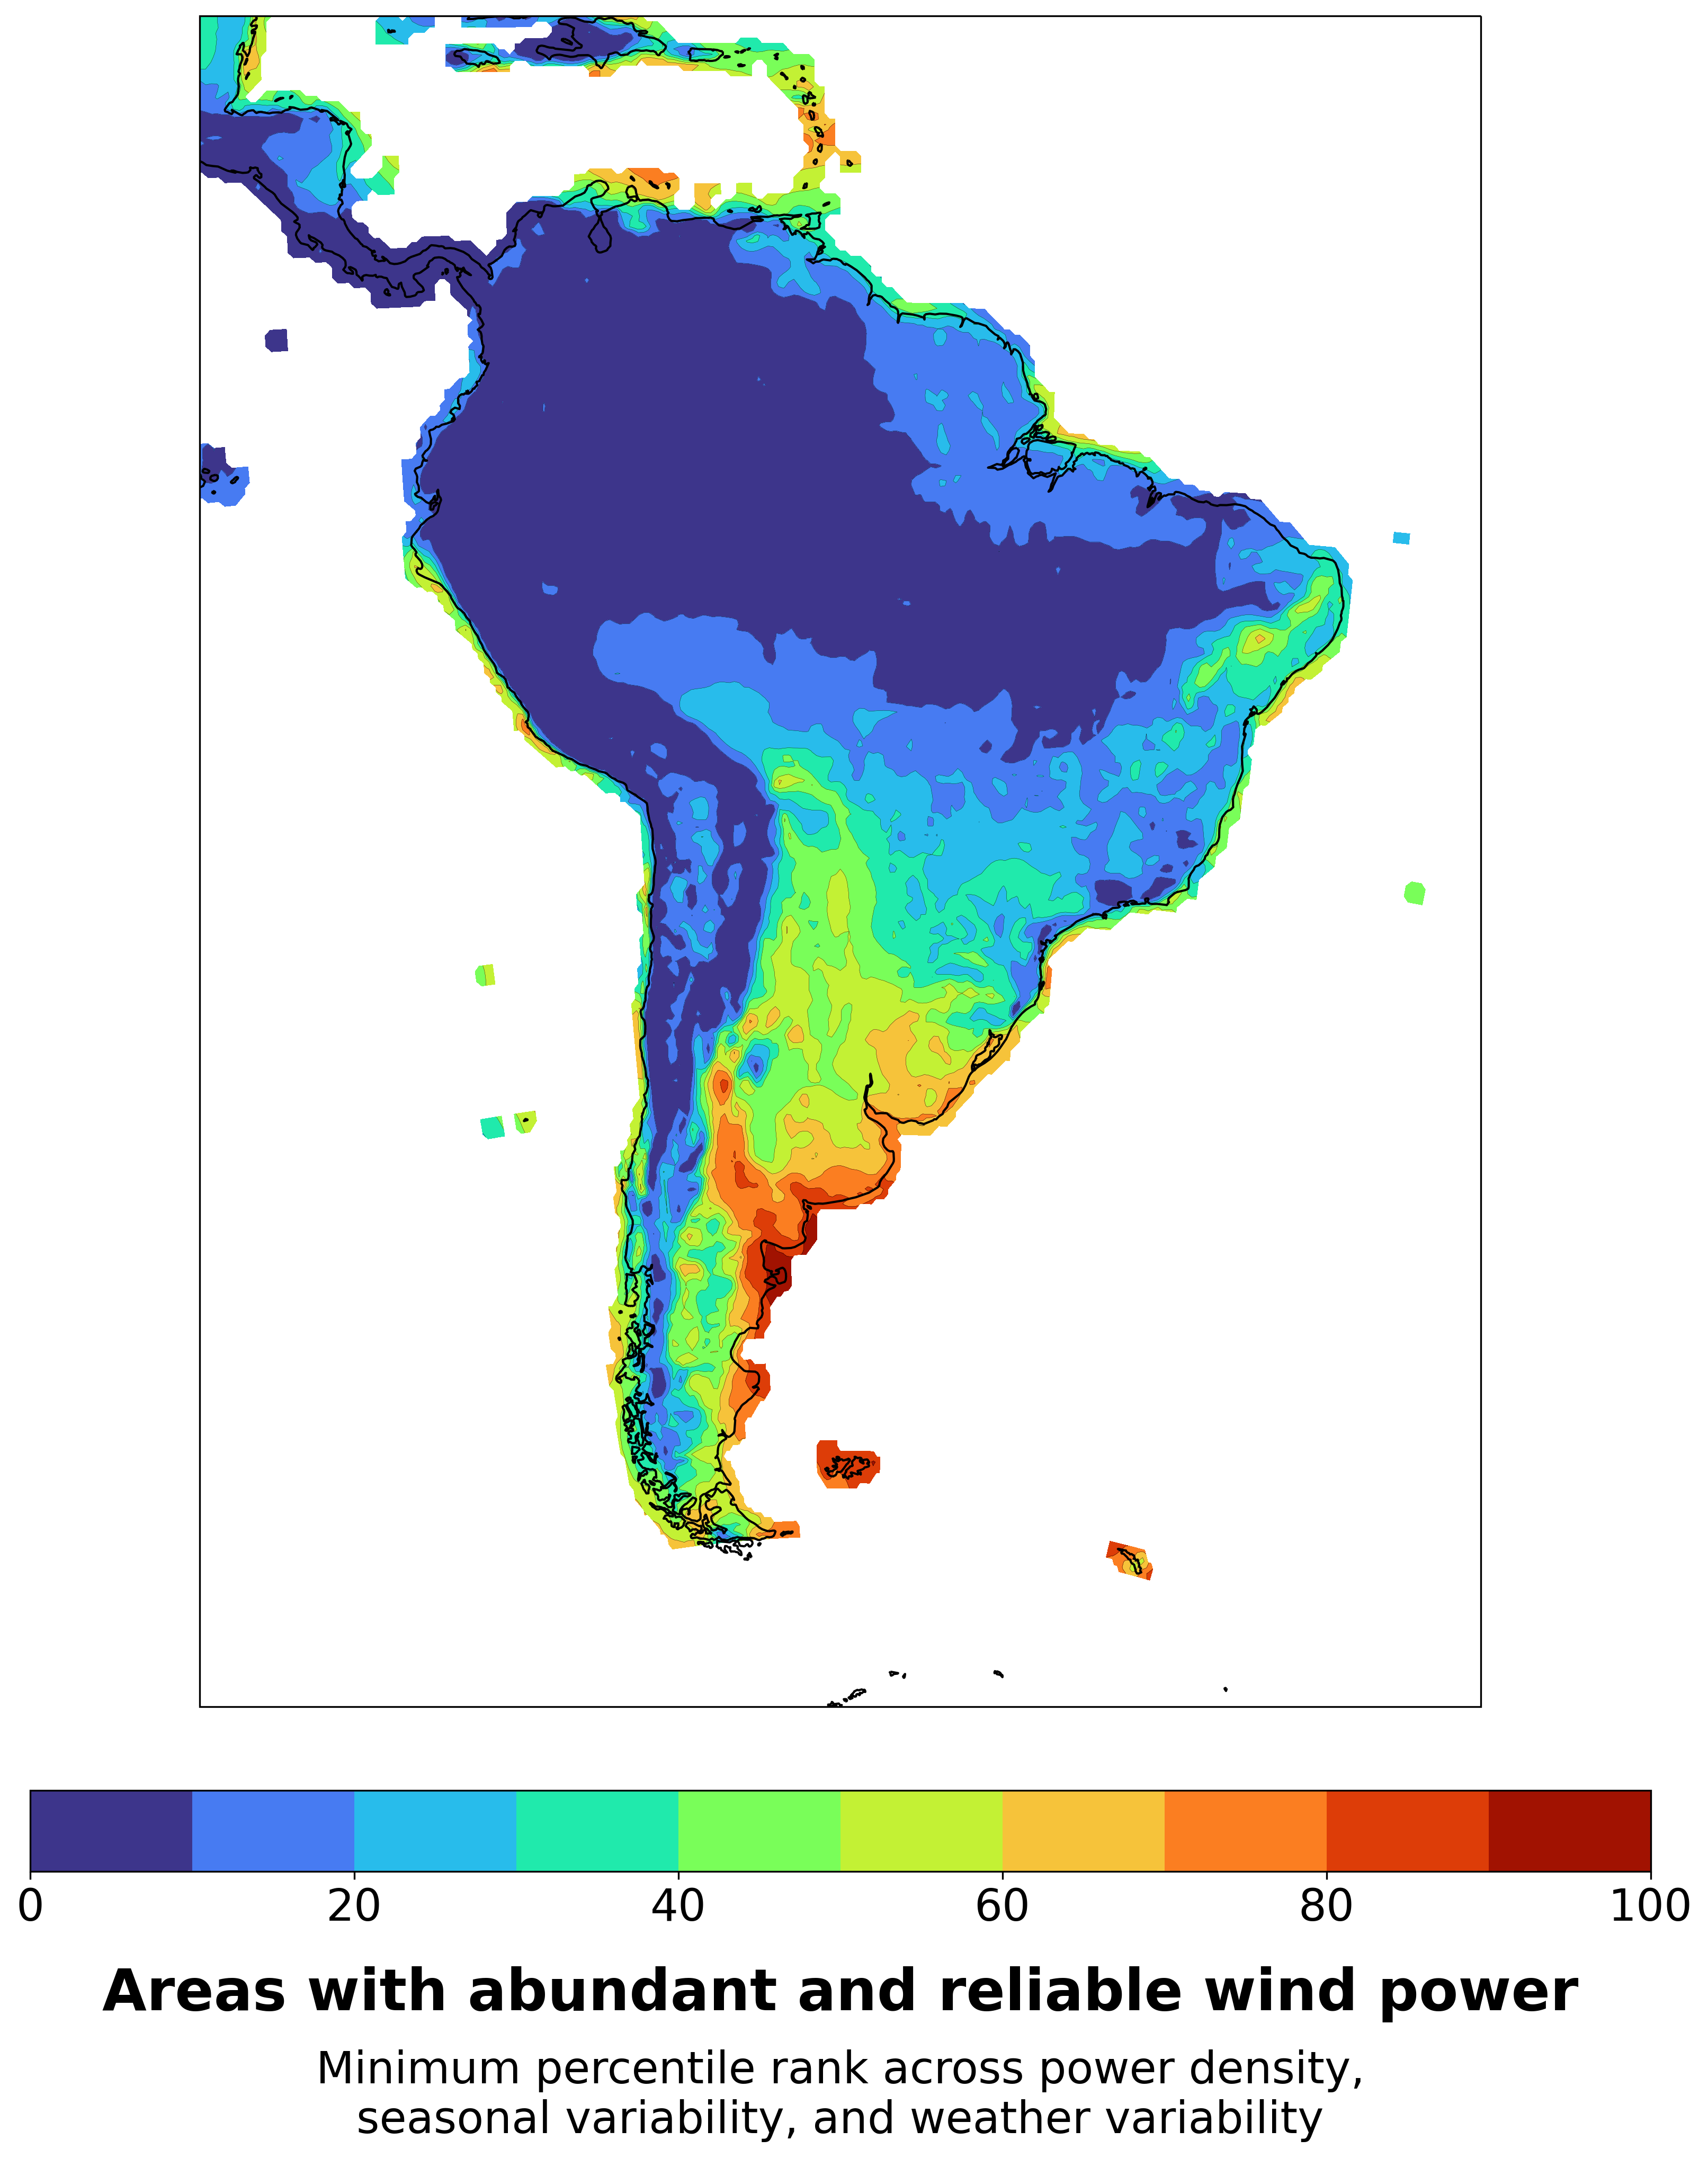 0 20 40 60 80 100
Areas with abundant and reliable wind power
Minimum percentile rank across power density,
seasonal variability, and weather variability